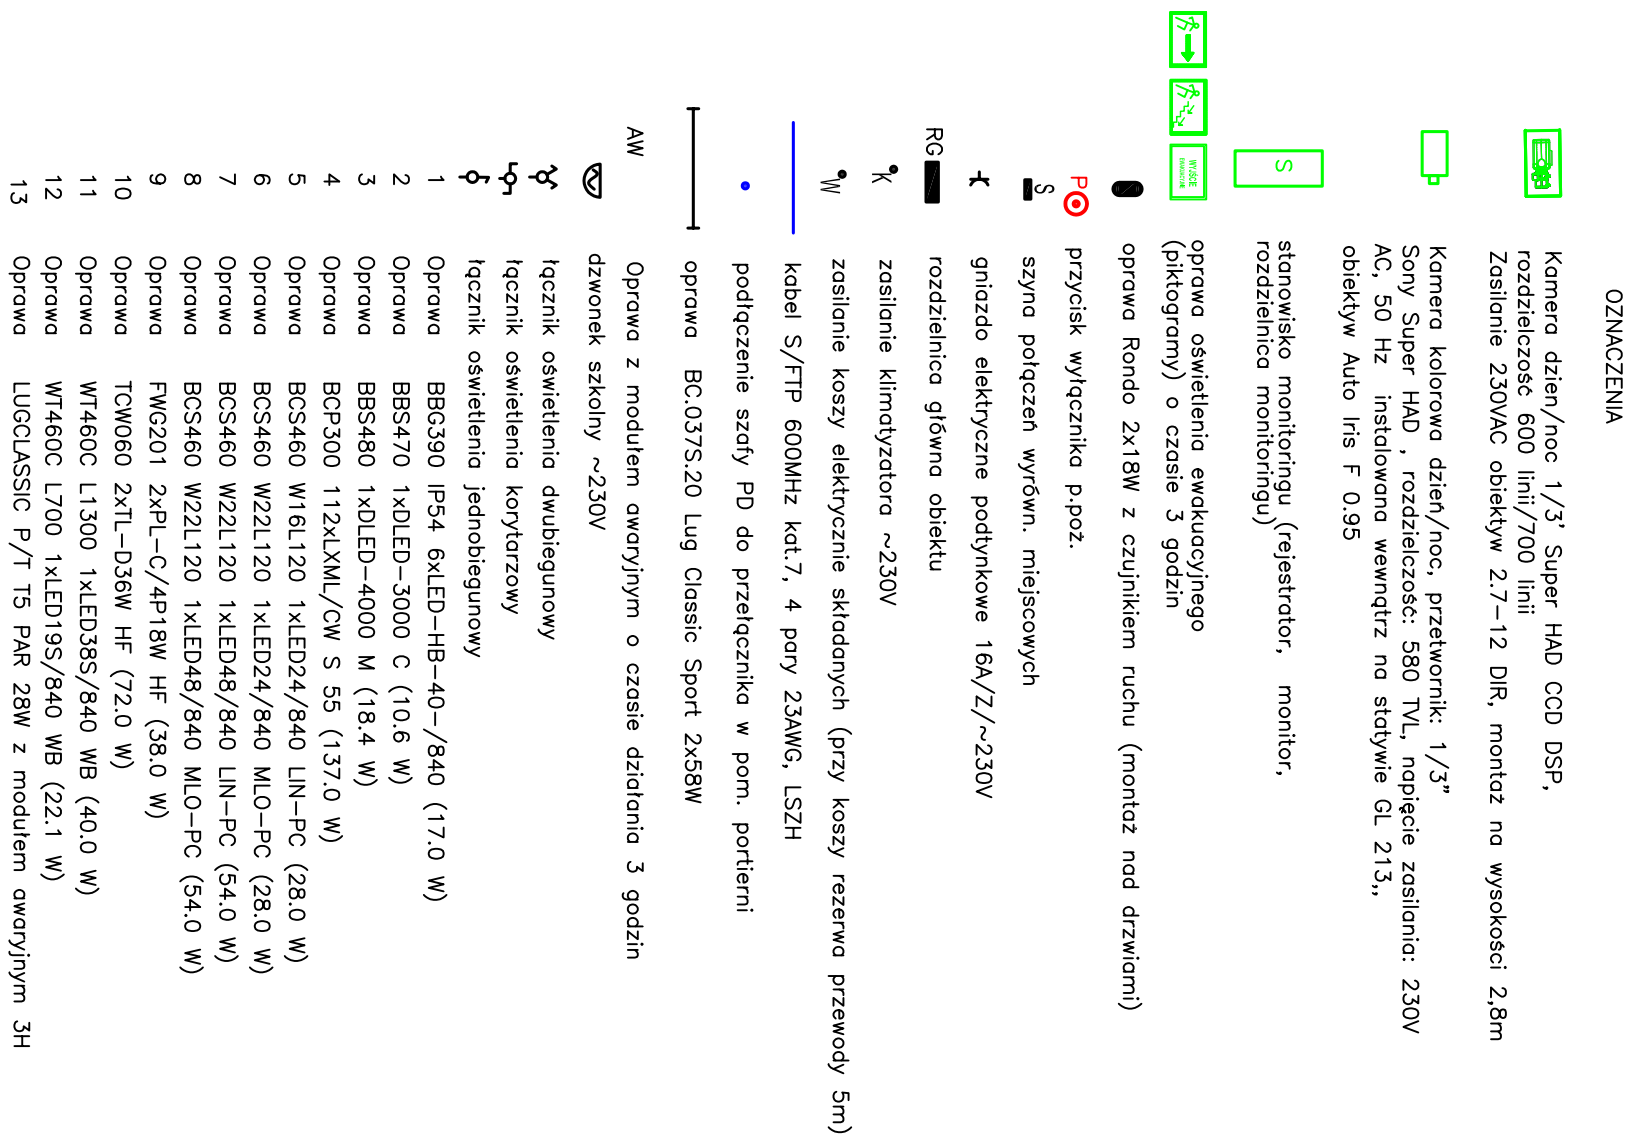 OZNACZENIA
Kamera dzien/noc 1/3' Super HAD CCD DSP,
rozdzielczość 600 linii/700 linii
Zasilanie 230VAC obiektyw 2.7-12 DIR, montaż na wysokości 2,8m
Kamera kolorowa dzień/noc, przetwornik: 1/3"
Sony Super HAD , rozdzielczość: 580 TVL, napięcie zasilania: 230V
AC, 50 Hz instalowana wewnątrz na statywie GL 213,,
obiektyw Auto Iris F 0.95
S
stanowisko monitoringu (rejestrator, monitor,
rozdzielnica monitoringu)
WYJŚCIE
EWAKUACYJNE
oprawa oświetlenia ewakuacyjnego
(piktogramy) o czasie 3 godzin
oprawa Rondo 2x18W z czujnikiem ruchu (montaż nad drzwiami)
P przycisk wyłącznika p.poż.
S szyna połączeń wyrówn. miejscowych
gniazdo elektryczne podtynkowe 16A/Z/~230V
RG rozdzielnica główna obiektu
K zasilanie klimatyzatora ~230V
W zasilanie koszy elektrycznie składanych (przy koszy rezerwa przewody 5m)
kabel S/FTP 600MHz kat.7, 4 pary 23AWG, LSZH
podłączenie szafy PD do przełącznika w pom. portierni
oprawa BC.037S.20 Lug Classic Sport 2x58W
AW Oprawa z modułem awaryjnym o czasie działania 3 godzin
dzwonek szkolny ~230V
łącznik oświetlenia dwubiegunowy
łącznik oświetlenia korytarzowy
łącznik oświetlenia jednobiegunowy
1 Oprawa BBG390 IP54 6xLED-HB-40-/840 (17.0 W)
2 Oprawa BBS470 1xDLED-3000 C (10.6 W)
3 Oprawa BBS480 1xDLED-4000 M (18.4 W)
4 Oprawa BCP300 112xLXML/CW S 55 (137.0 W)
5 Oprawa BCS460 W16L120 1xLED24/840 LIN-PC (28.0 W)
6 Oprawa BCS460 W22L120 1xLED24/840 MLO-PC (28.0 W)
7 Oprawa BCS460 W22L120 1xLED48/840 LIN-PC (54.0 W)
8 Oprawa BCS460 W22L120 1xLED48/840 MLO-PC (54.0 W)
9 Oprawa FWG201 2xPL-C/4P18W HF (38.0 W)
10 Oprawa TCW060 2xTL-D36W HF (72.0 W)
11 Oprawa WT460C L1300 1xLED38S/840 WB (40.0 W)
12 Oprawa WT460C L700 1xLED19S/840 WB (22.1 W)
13 Oprawa LUGCLASSIC P/T T5 PAR 28W z modułem awaryjnym 3H